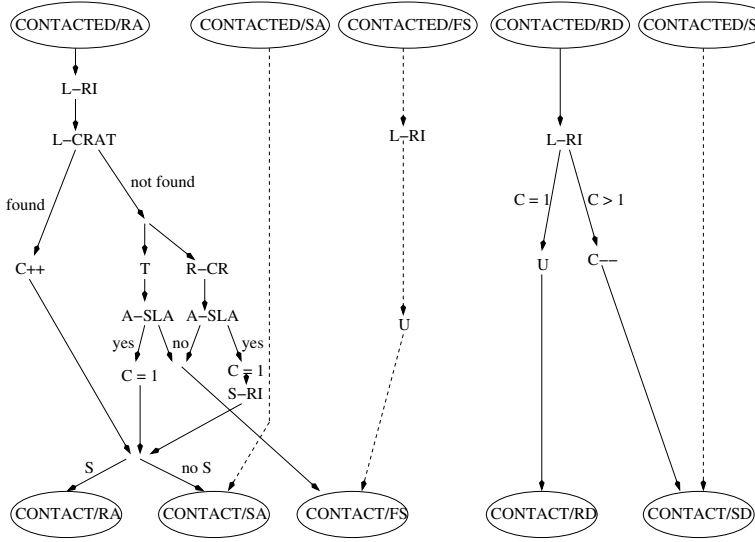 CONTACTED/RA
CONTACTED/SA
CONTACTED/FS
CONTACTED/RD
CONTACTED/S
L−RI
L−CRAT
L−RI
L−RI
not found
found
C = 1
C > 1
C++
T
R−CR
U
C−−
A−SLA
A−SLA
U
yes
no
yes
C = 1
C = 1
S−RI
S
no S
CONTACT/RA
CONTACT/SA
CONTACT/FS
CONTACT/RD
CONTACT/SD